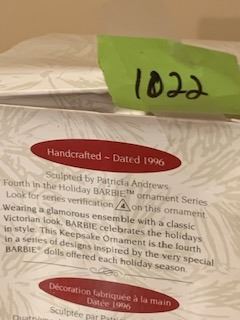 1022
Handcrafted ~ Dated 1996
Sculpted by Patricia Andrews
Fourth in the Holiday BARBIE™ ornament Series
Look for series verification 4 on this ornament
Wearing a glamorous ensemble with a classic
Victorian look, BARBIE celebrates the holidays
in style. This Keepsake Ornament is the fourth
in a series of designs inspired by the very special
BARBIE® dolls offered each holiday season.
Décoration fabriquée à la main
Datée 1996
Sculptée par